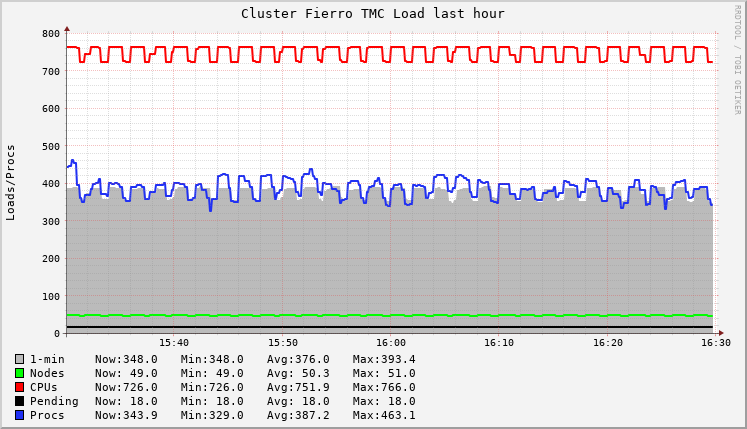 Cluster Fierro TMC Load last hour
RRDTOOL / TOBI OETIKER
Loads/Procs
800
700
600
500
400
300
200
100
0
15:40 15:50 16:00 16:10 16:20 16:30
1-min Now:348.0 Min:348.0 Avg:376.0 Max:393.4
Nodes Now: 49.0 Min: 49.0 Avg: 50.3 Max: 51.0
CPUs Now:726.0 Min:726.0 Avg:751.9 Max:766.0
Pending Now: 18.0 Min: 18.0 Avg: 18.0 Max: 18.0
Procs Now:343.9 Min:329.0 Avg:387.2 Max:463.1